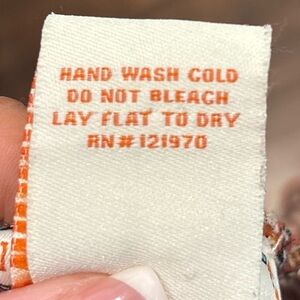 HAND WASH COLD
DO NOT BLEACH
LAY FLAT TO DRY
RN#121970